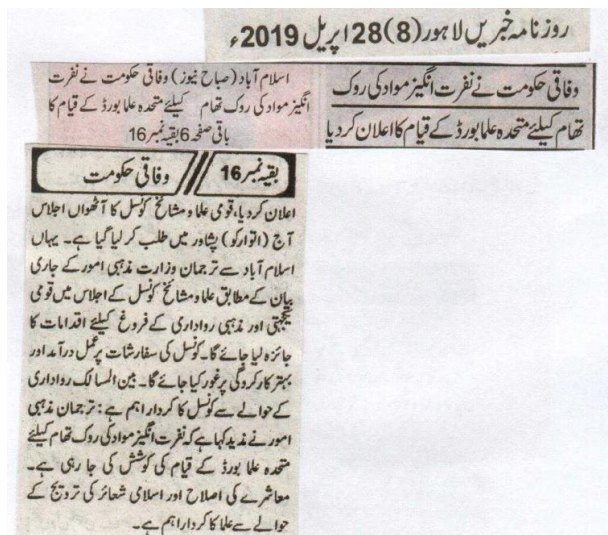 روزنامہ خبریں لاہور (8) 28 اپریل 2019ء
وفاقی حکومت نے نفرت انگیز مواد کی روک
تھام کیلئے متحدہ علما بورڈ کے قیام کا اعلان کر دیا
اسلام آباد (صباح نیوز) وفاقی حکومت نے نفرت
انگیز مواد کی روک تھام کیلئے متحدہ علما بورڈ کے قیام کا
باقی صفحہ 6 بقیہ نمبر 16
بقیہ نمبر 16 // وفاقی حکومت
اعلان کر دیا، قومی علما و مشائخ کونسل کا آٹھواں اجلاس
آج (اتوار کو) پشاور میں طلب کر لیا گیا ہے۔ یہاں
اسلام آباد سے ترجمان وزارت مذہبی امور کے جاری
بیان کے مطابق علما و مشائخ کونسل کے اجلاس میں قومی
یکجہتی اور مذہبی رواداری کے فروغ کیلئے اقدامات کا
جائزہ لیا جائے گا۔ کونسل کی سفارشات پر عمل درآمد اور
بہتر کارکردگی پر غور کیا جائے گا۔ بین المسالک رواداری
کے حوالے سے کونسل کا کردار اہم ہے: ترجمان مذہبی
امور نے مذید کہا ہے کہ نفرت انگیز مواد کی روک تھام کیلئے
متحدہ علما بورڈ کے قیام کی کوشش کی جا رہی ہے۔
معاشرے کی اصلاح اور اسلامی شعائر کی ترویج کے
حوالے سے علما کا کردار اہم ہے۔